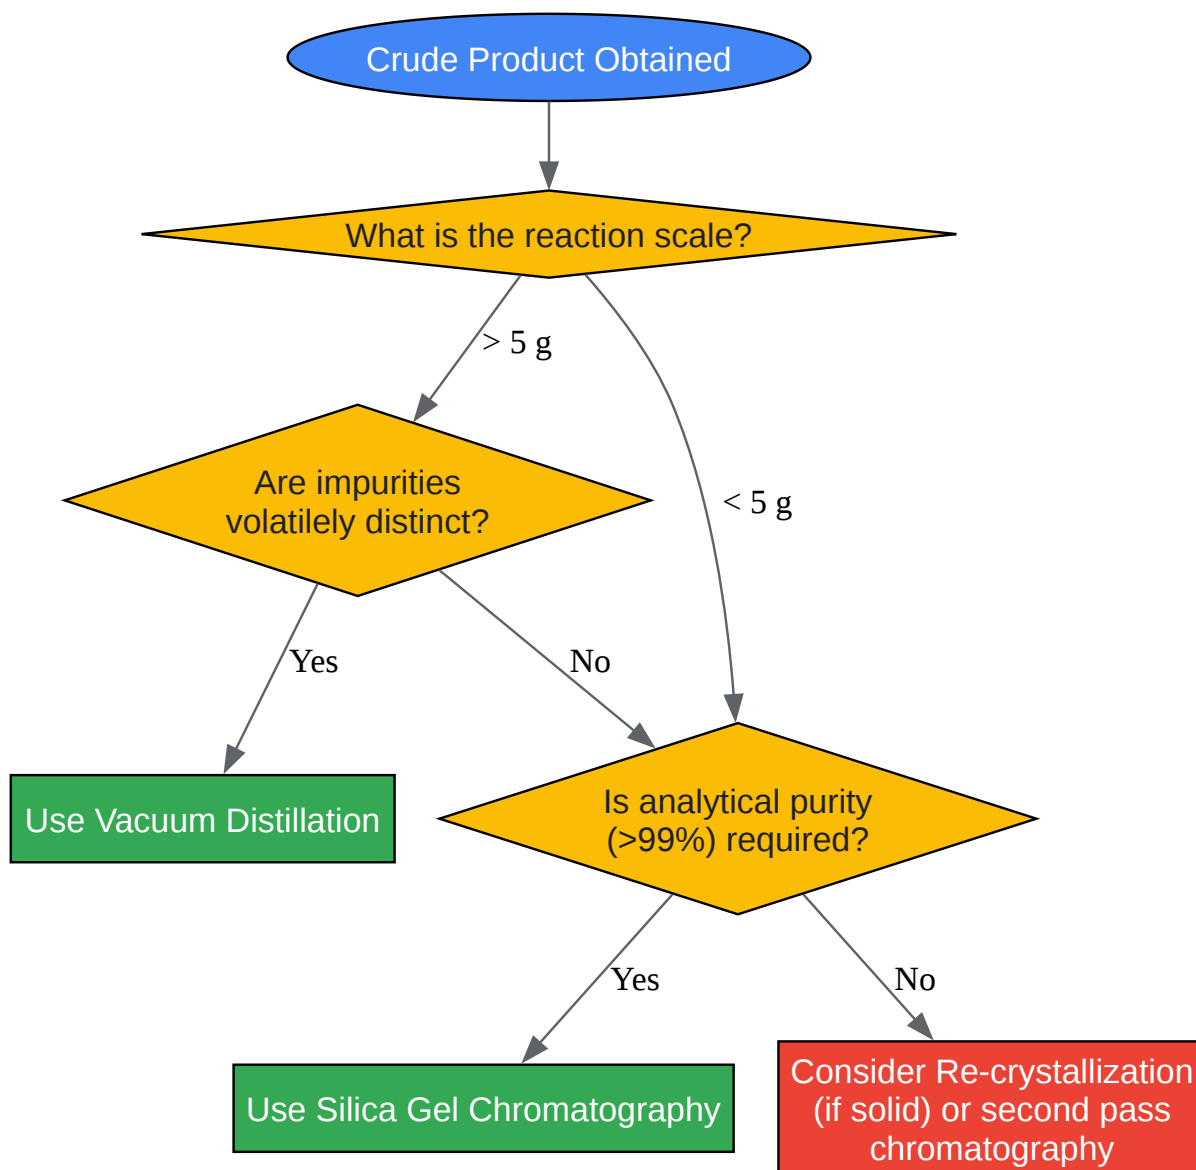 Crude Product Obtained
What is the reaction scale?
> 5 g
Are impurities
volatilely distinct?
< 5 g
Yes
No
Use Vacuum Distillation
Is analytical purity
(>99%) required?
Yes
No
Use Silica Gel Chromatography
Consider Re-crystallization
(if solid) or second pass
chromatography